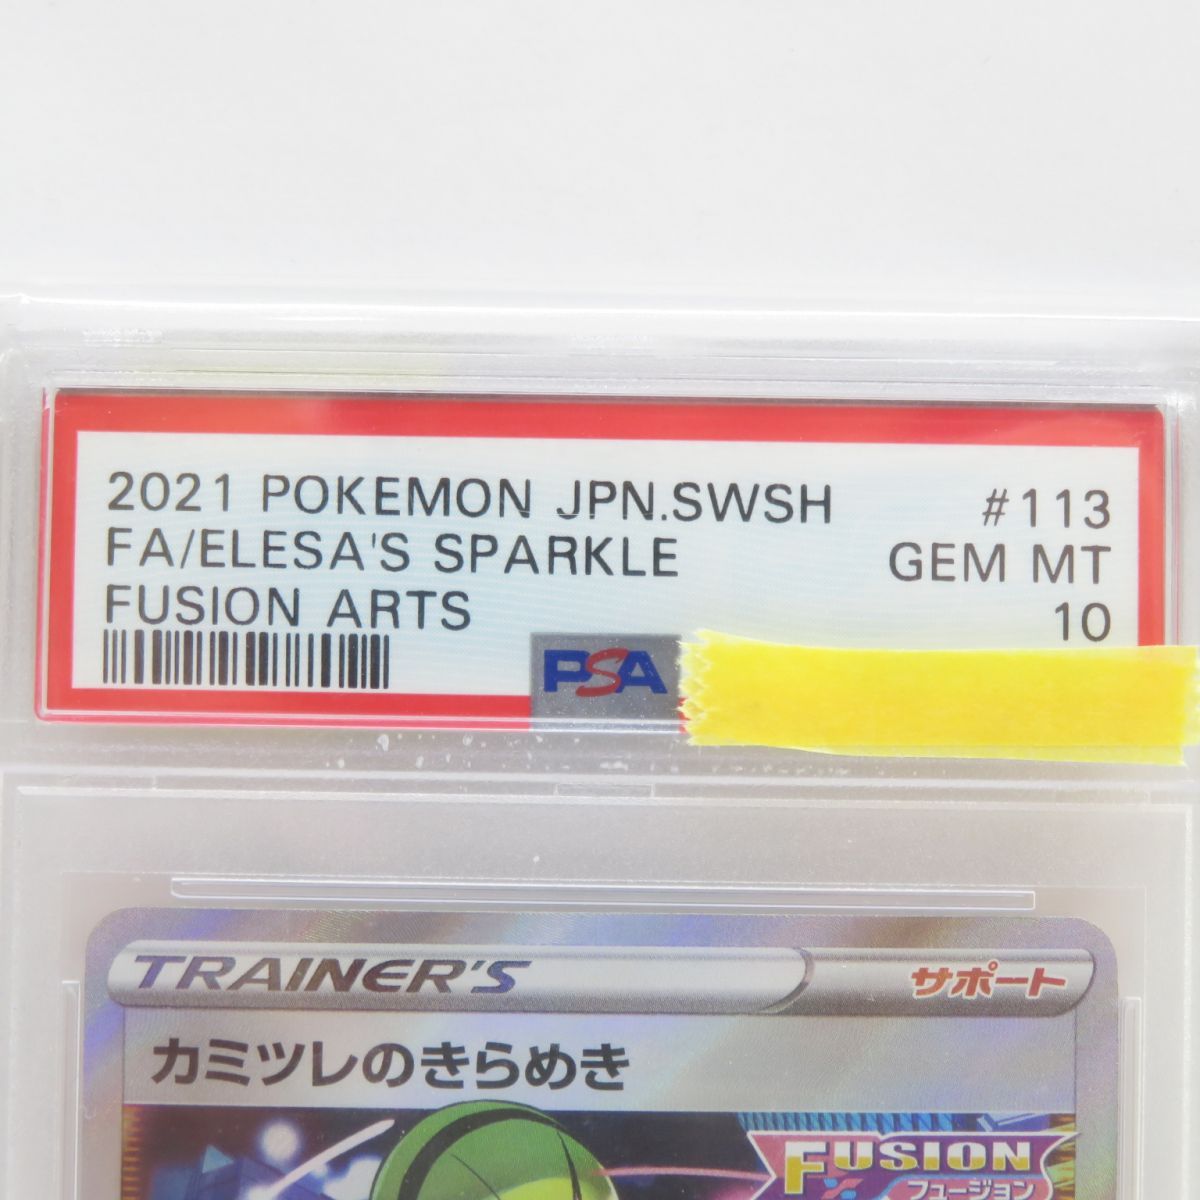 2021 POKEMON JPN.SWSH #113
FA/ELESA'S SPARKLE GEM MT
FUSION ARTS 10
PSA
TRAINER'S サポート
カミツレのきらめき
FUSION
フュージョン